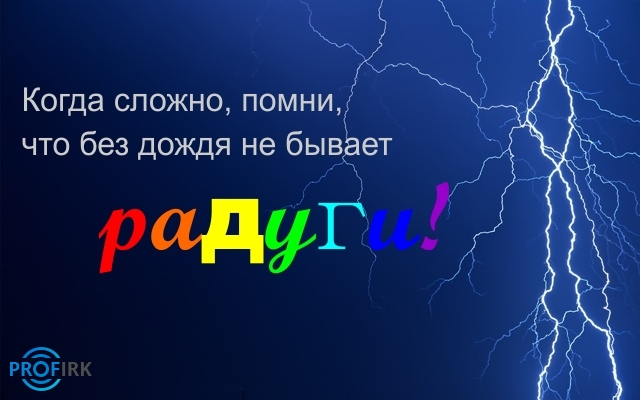 Когда сложно, помни,
что без дождя не бывает
радуги!
PROFIRK